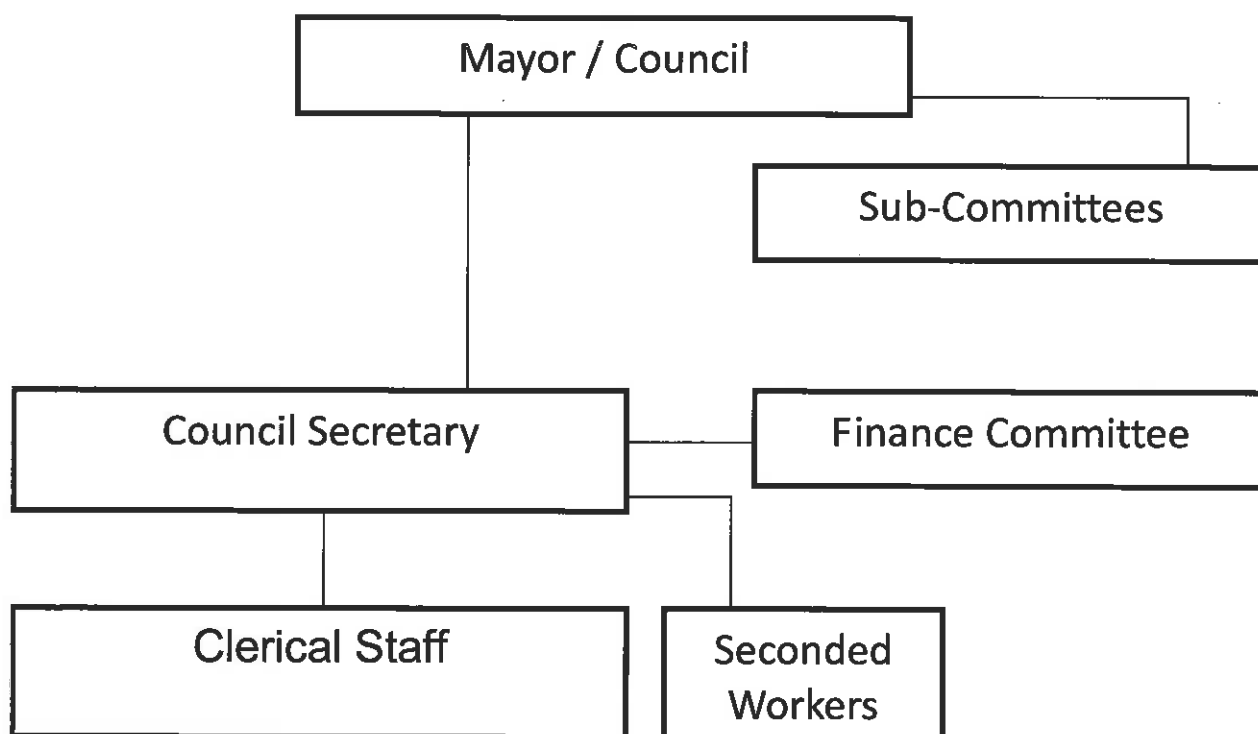 Mayor / Council
Sub-Committees
Council Secretary
Finance Committee
Clerical Staff
Seconded
Workers